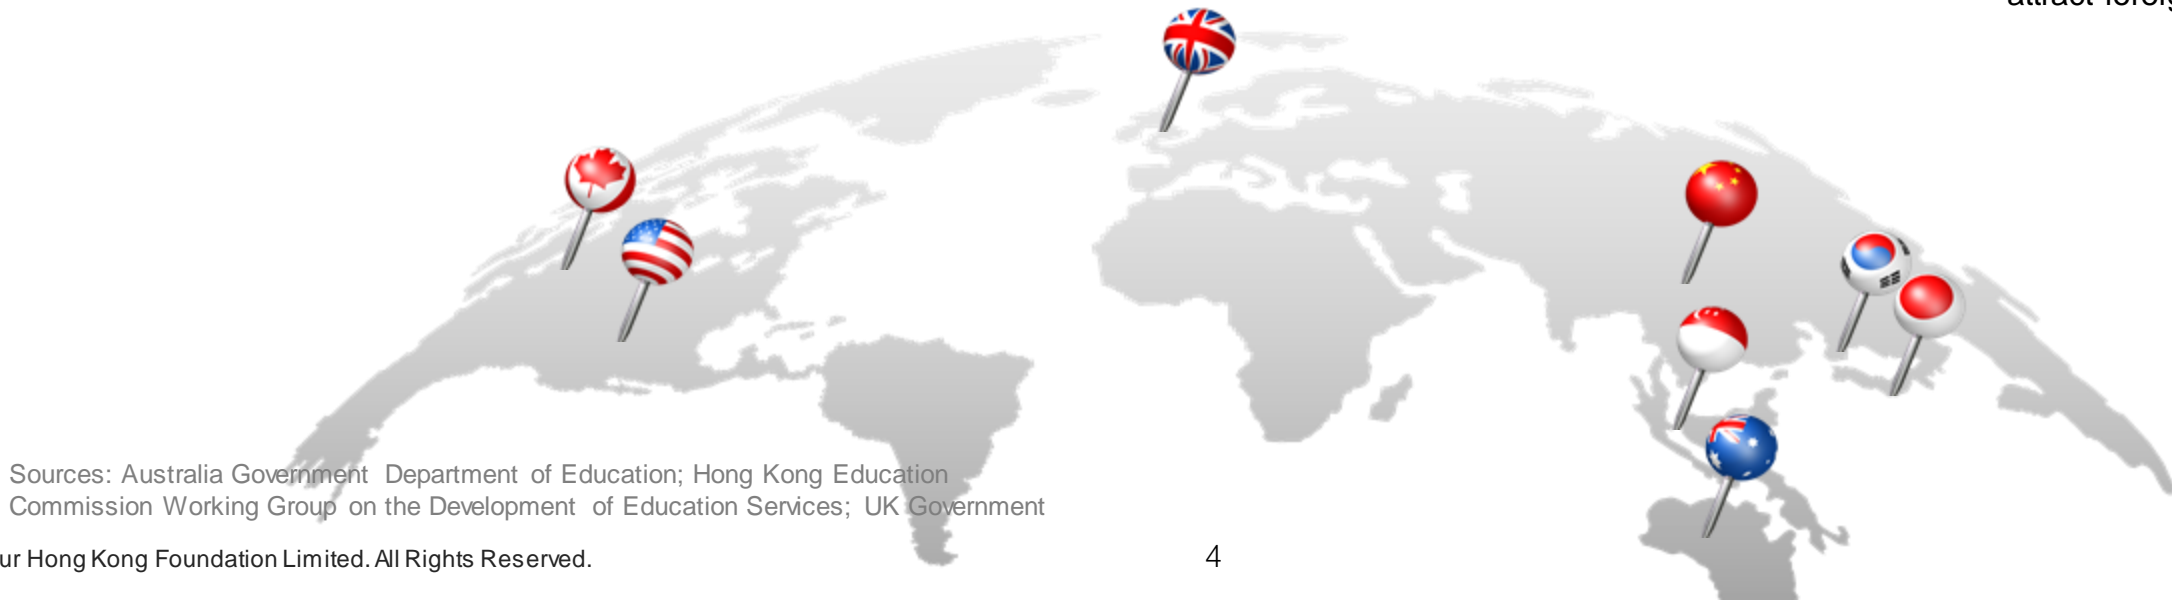 attract
Sources: Australia Government Department of Education; Hong Kong Education
Commission Working Group on the Development of Education Services; UK Government
ur Hong Kong Foundation Limited. All Rights Reserved.
4